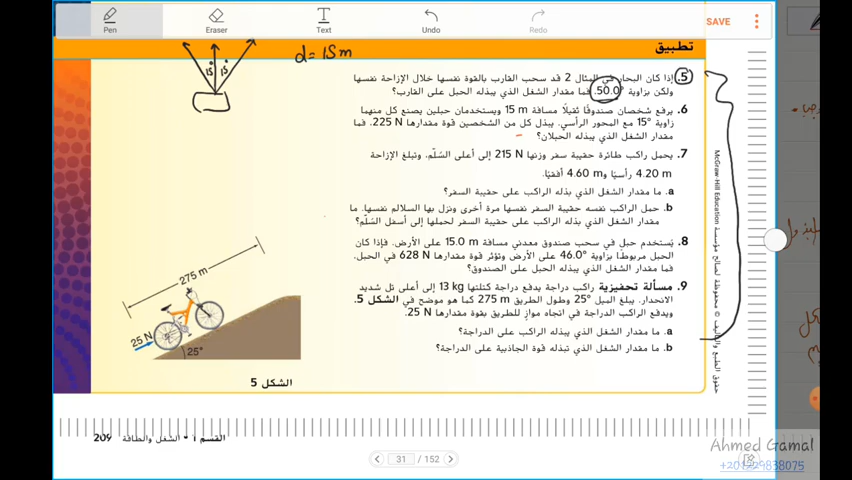 Pen
Eraser
Text
Undo
Redo
SAVE
تطبيق
15
15
d= 15m
5. إذا كان البحار في المثال 2 قد سحب القارب بالقوة نفسها خلال الإزاحة نفسها
ولكن بزاوية 50.0°. فما مقدار الشغل الذي يبذله الحبل على القارب؟
6. يرفع شخصان صندوقًا ثقيلًا مسافة 15 m ويستخدمان حبلين يصنع كل منهما
زاوية 15° مع المحور الرأسي. يبذل كل من الشخصين قوة مقدارها 225 N. فما
مقدار الشغل الذي يبذله الحبلان؟
7. يحمل راكب طائرة حقيبة سفر وزنها 215 N إلى أعلى السُلّم. وتبلغ الإزاحة
4.20 m رأسيًا و 4.60 m أفقيًا.
a. ما مقدار الشغل الذي بذله الراكب على حقيبة السفر؟
b. حمل الراكب نفسه حقيبة السفر نفسها مرة أخرى ونزل بها السلالم نفسها. ما
مقدار الشغل الذي بذله الراكب على حقيبة السفر لحملها إلى أسفل السُلّم؟
8. يُستخدم حبل في سحب صندوق معدني مسافة 15.0 m على الأرض. فإذا كان
الحبل مربوطًا بزاوية 46.0° على الأرض وتؤثر قوة مقدارها 628 N في الحبل.
فما مقدار الشغل الذي يبذله الحبل على الصندوق؟
9. مسألة تحفيزية راكب دراجة يدفع دراجة كتلتها 13 kg إلى أعلى تل شديد
الانحدار. يبلغ الميل 25° وطول الطريق 275 m كما هو موضح في الشكل 5.
ويدفع الراكب الدراجة في اتجاه موازٍ للطريق بقوة مقدارها 25 N.
a. ما مقدار الشغل الذي يبذله الراكب على الدراجة؟
b. ما مقدار الشغل الذي تبذله قوة الجاذبية على الدراجة؟
275 m
25 N
25°
الشكل 5
حقوق الطبع والتأليف © محفوظة لصالح مؤسسة McGraw-Hill Education
القسم 1 • الشغل والطاقة 209
31 / 152
Ahmed Gamal